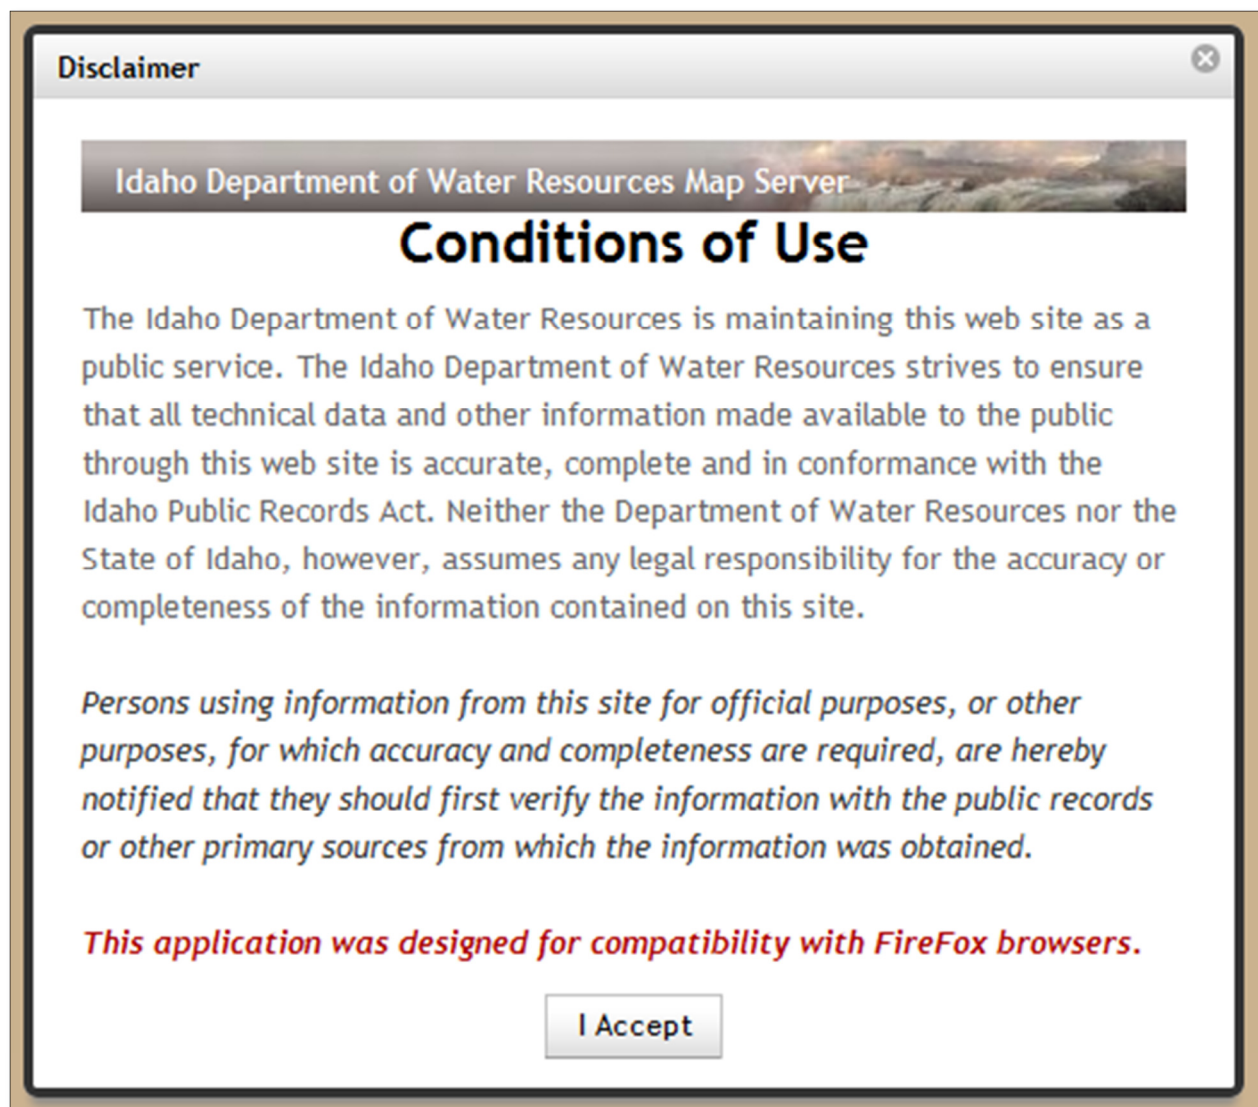 Disclaimer
Idaho Department of Water Resources Map Server
Conditions of Use
The Idaho Department of Water Resources is maintaining this web site as a
public service. The Idaho Department of Water Resources strives to ensure
that all technical data and other information made available to the public
through this web site is accurate, complete and in conformance with the
Idaho Public Records Act. Neither the Department of Water Resources nor the
State of Idaho, however, assumes any legal responsibility for the accuracy or
completeness of the information contained on this site.
Persons using information from this site for official purposes, or other
purposes, for which accuracy and completeness are required, are hereby
notified that they should first verify the information with the public records
or other primary sources from which the information was obtained.
This application was designed for compatibility with FireFox browsers.
I Accept